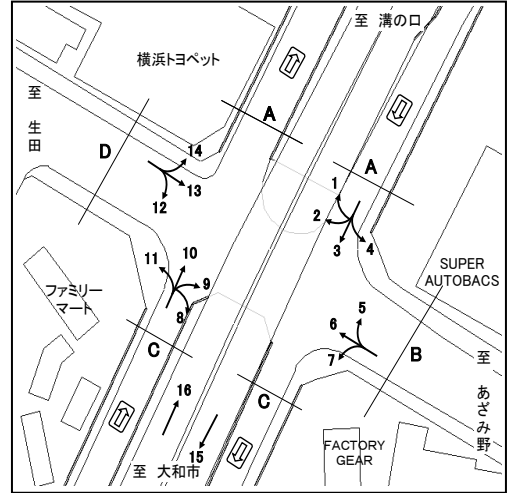 至 溝の口
横浜トヨペット
至 生田
A
D
14
13
12
A
1
2
3
4
11
10
9
8
ファミリー
マート
SUPER
AUTOBACS
5
6
7
B
C
C
至 あざみ野
16
15
至 大和市
FACTORY
GEAR